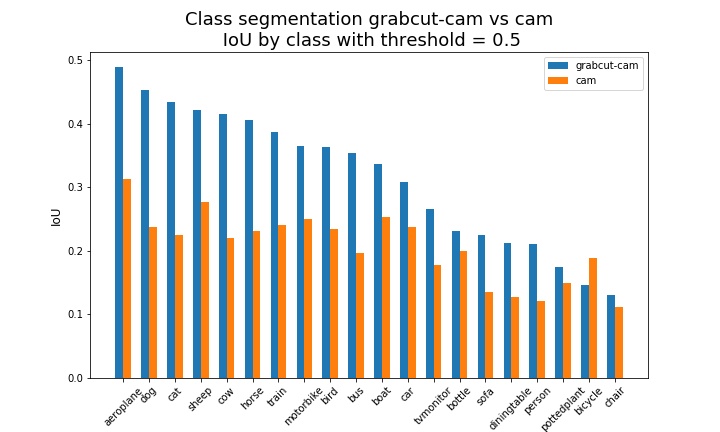 Class segmentation grabcut-cam vs cam
IoU by class with threshold = 0.5
grabcut-cam
cam
IoU
0.5
0.4
0.3
0.2
0.1
0.0
aeroplane
dog
cat
sheep
cow
horse
train
motorbike
bird
bus
boat
car
tvmonitor
bottle
sofa
diningtable
person
pottedplant
bicycle
chair